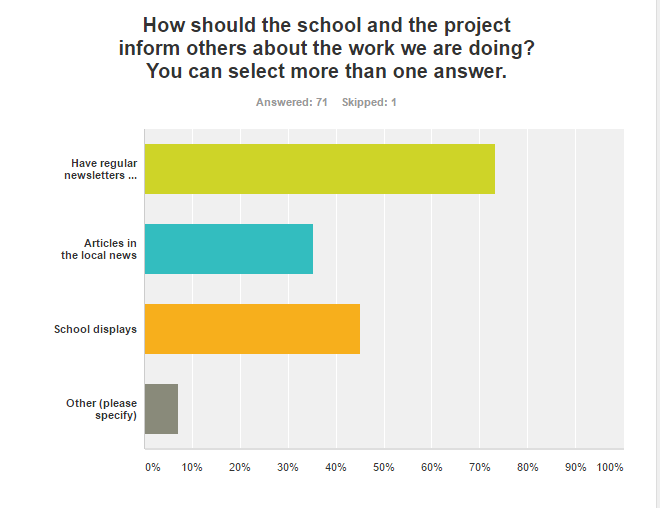 How should the school and the project
inform others about the work we are doing?
You can select more than one answer.
Answered: 71 Skipped: 1
Have regular
newsletters ...
Articles in
the local news
School displays
Other (please
specify)
0% 10% 20% 30% 40% 50% 60% 70% 80% 90% 100%